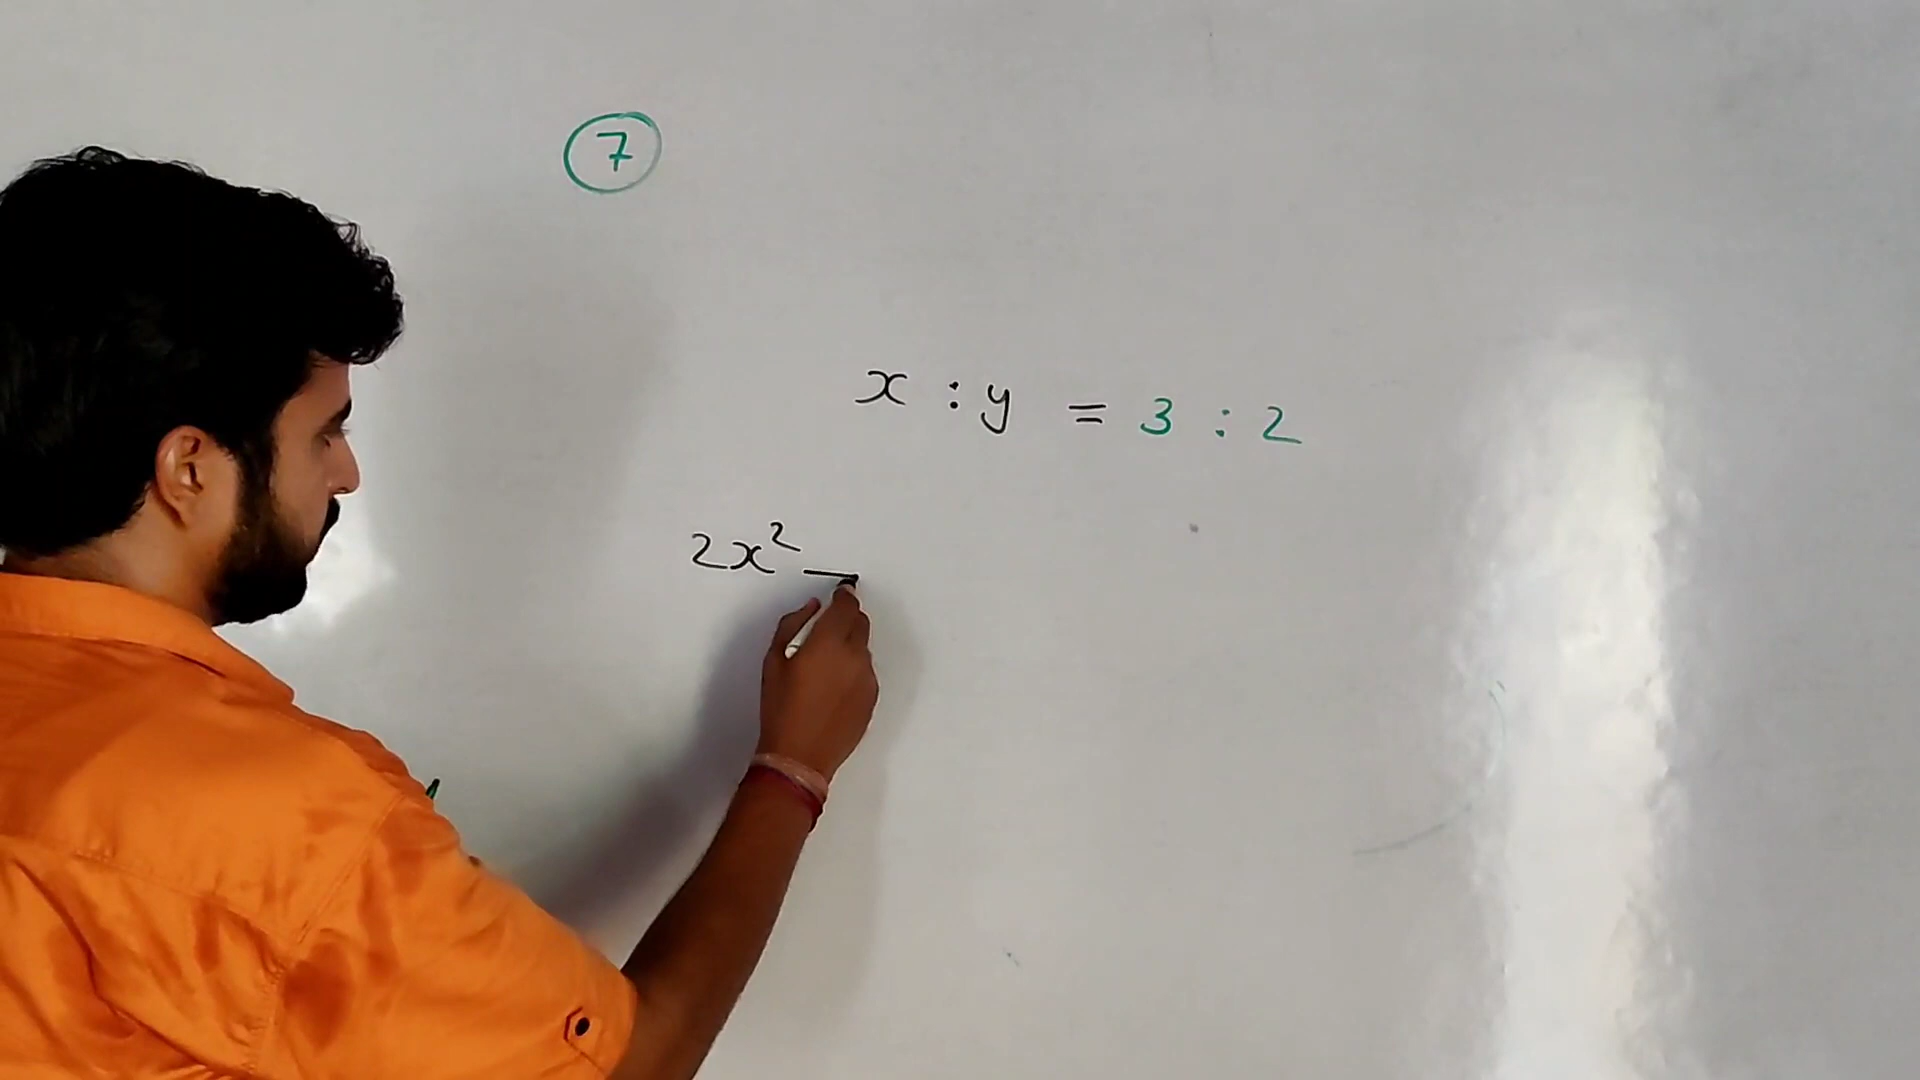 7
x : y = 3 : 2
2x² —